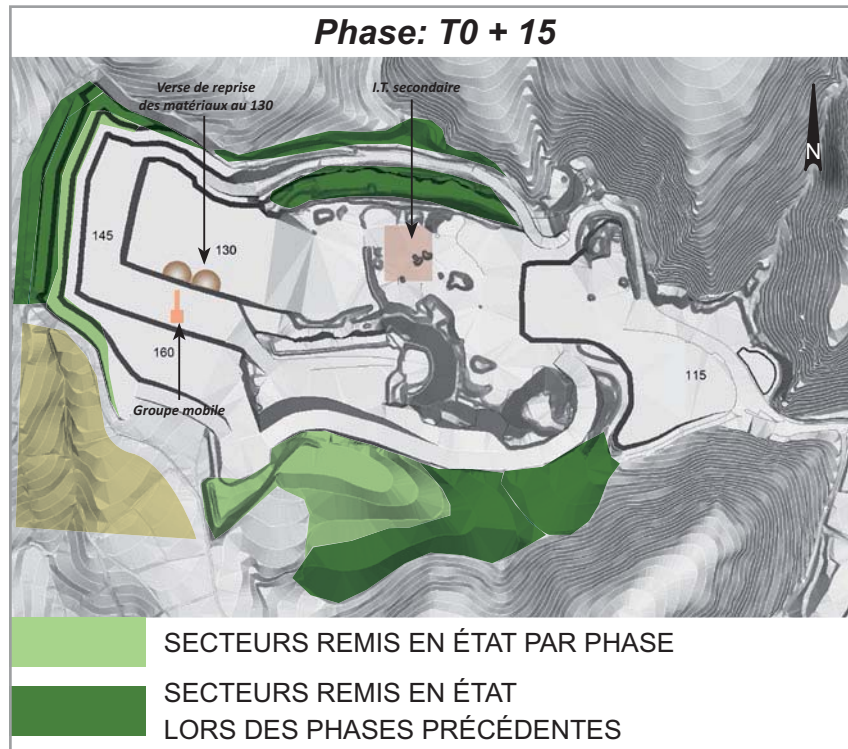 Phase: T0 + 15
Verse de reprise
des matériaux au 130
I.T. secondaire
N
145
130
160
115
Groupe mobile
SECTEURS REMIS EN ÉTAT PAR PHASE
SECTEURS REMIS EN ÉTAT
LORS DES PHASES PRÉCÉDENTES